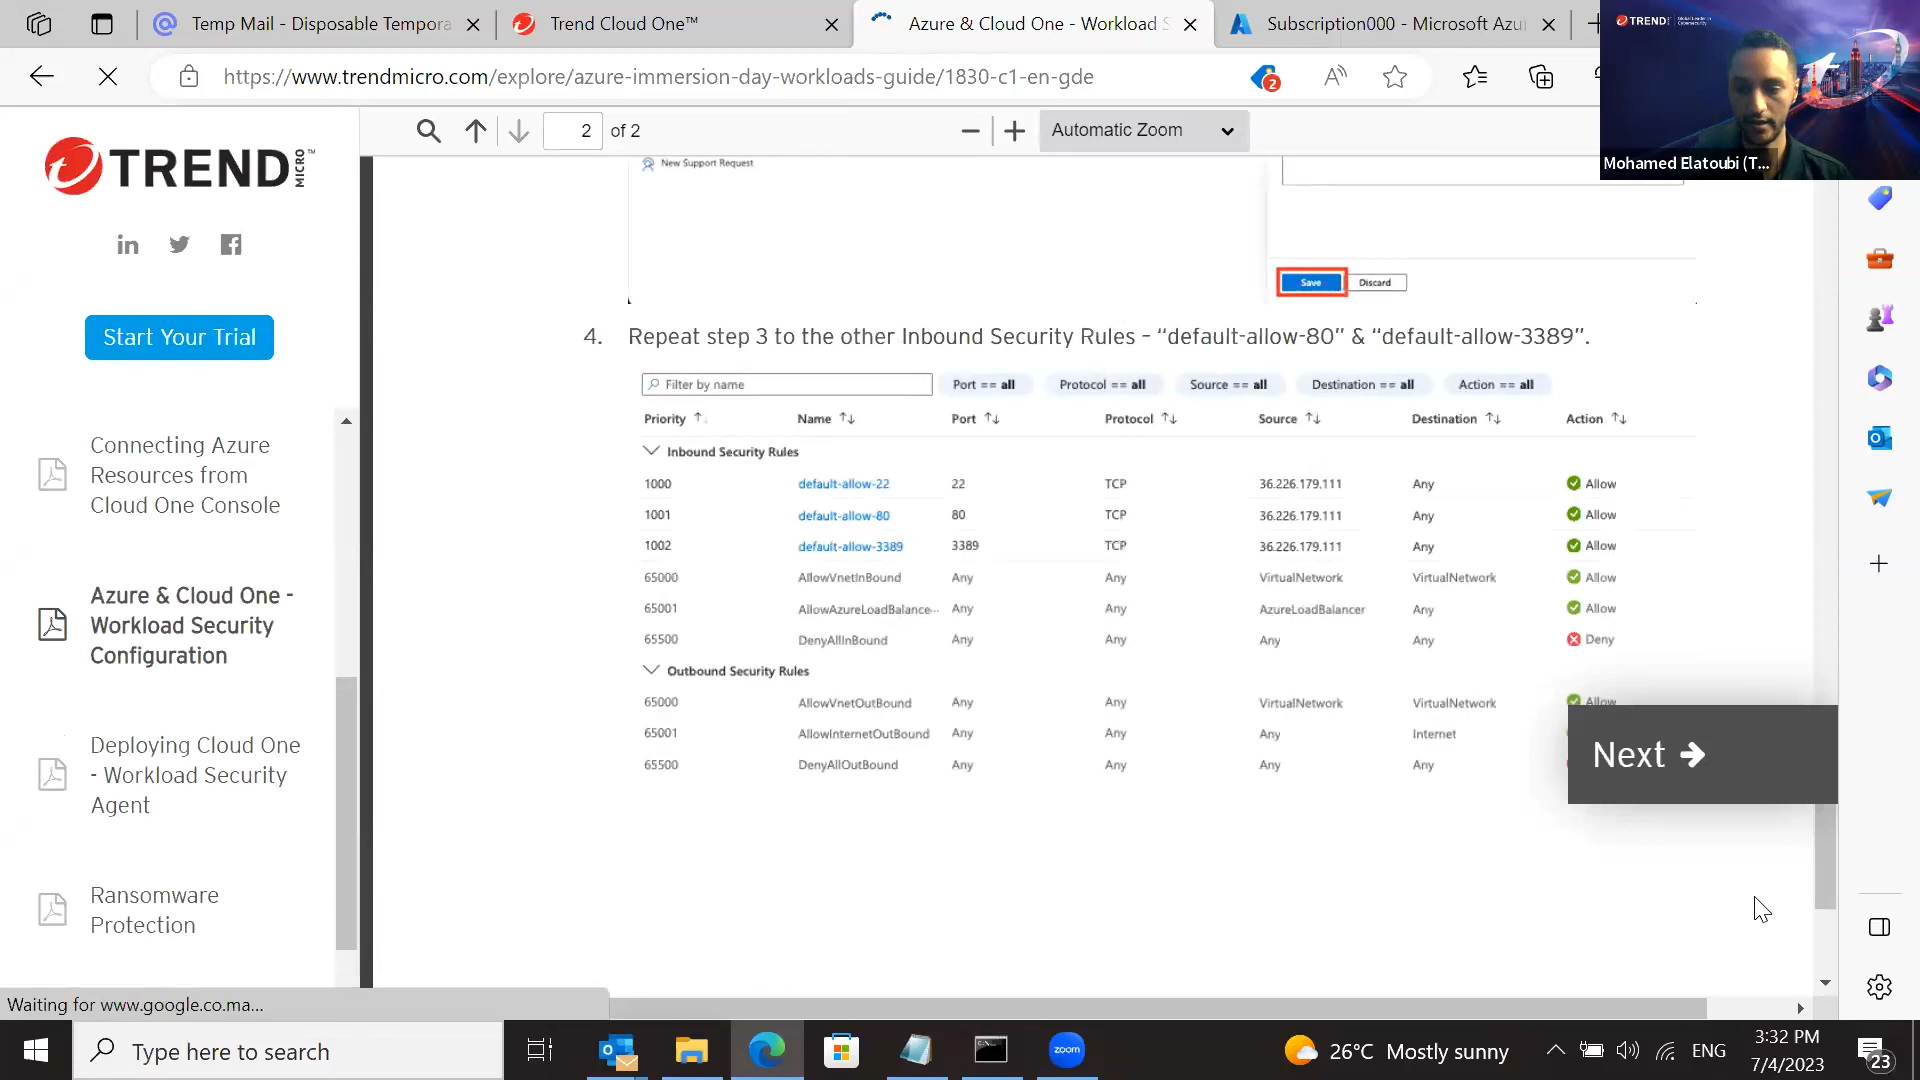 Temp Mail - Disposable Tempora
Trend Cloud One™
Azure & Cloud One - Workload S
Subscription000 - Microsoft Azu
https://www.trendmicro.com/explore/azure-immersion-day-workloads-guide/1830-c1-en-gde
2
TREND
Mohamed Elatoubi (T...
TREND MICRO
2 of 2
Automatic Zoom
New Support Request
Save
Discard
Start Your Trial
4. Repeat step 3 to the other Inbound Security Rules – “default-allow-80” & “default-allow-3389”.
Filter by name
Port == all
Protocol == all
Source == all
Destination == all
Action == all
Priority Name Port Protocol Source Destination Action
Inbound Security Rules
1000 default-allow-22 22 TCP 36.226.179.111 Any Allow
1001 default-allow-80 80 TCP 36.226.179.111 Any Allow
1002 default-allow-3389 3389 TCP 36.226.179.111 Any Allow
65000 AllowVnetInBound Any Any VirtualNetwork VirtualNetwork Allow
65001 AllowAzureLoadBalance... Any Any AzureLoadBalancer Any Allow
65500 DenyAllInBound Any Any Any Any Deny
Outbound Security Rules
65000 AllowVnetOutBound Any Any VirtualNetwork VirtualNetwork Allow
65001 AllowInternetOutBound Any Any Any Internet
65500 DenyAllOutBound Any Any Any Any
Next
Connecting Azure
Resources from
Cloud One Console
Azure & Cloud One -
Workload Security
Configuration
Deploying Cloud One
- Workload Security
Agent
Ransomware
Protection
Waiting for www.google.co.ma...
Type here to search
zoom
26°C Mostly sunny
ENG
3:32 PM
7/4/2023
23